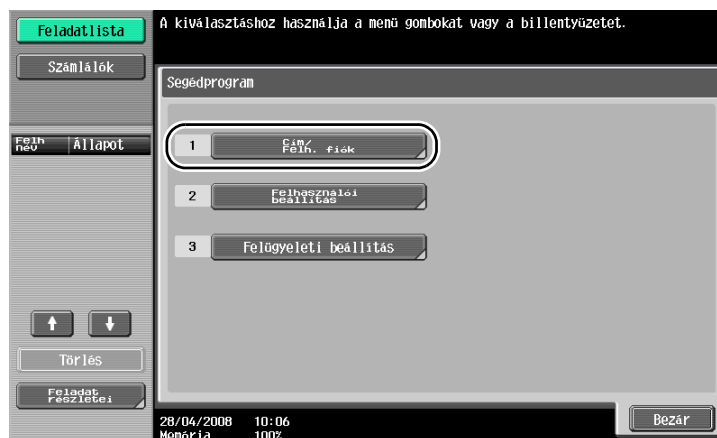 Feladatlista
Számlálók
A kiválasztáshoz használja a menü gombokat vagy a billentyűzetet.
Segédprogram
Felh
név
Állapot
1 Cím/
Felh. fiók
2 Felhasználói
beállítás
3 Felügyeleti beállítás
Törlés
Feladat
részletei
28/04/2008 10:06
Memória 100%
Bezár